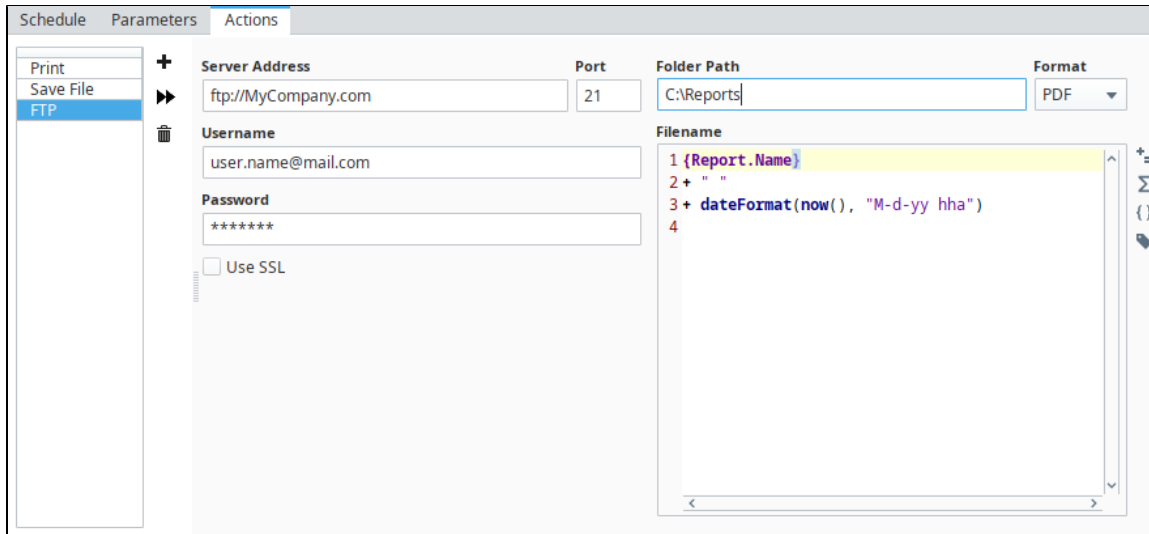 Schedule Parameters Actions
Print
Save File
FTP
Server Address Port
ftp://MyCompany.com 21
Username
user.name@mail.com
Password
*******
Use SSL
Folder Path Format
C:\Reports PDF
Filename
1 {Report.Name}
2 + " "
3 + dateFormat(now(), "M-d-yy hha")
4